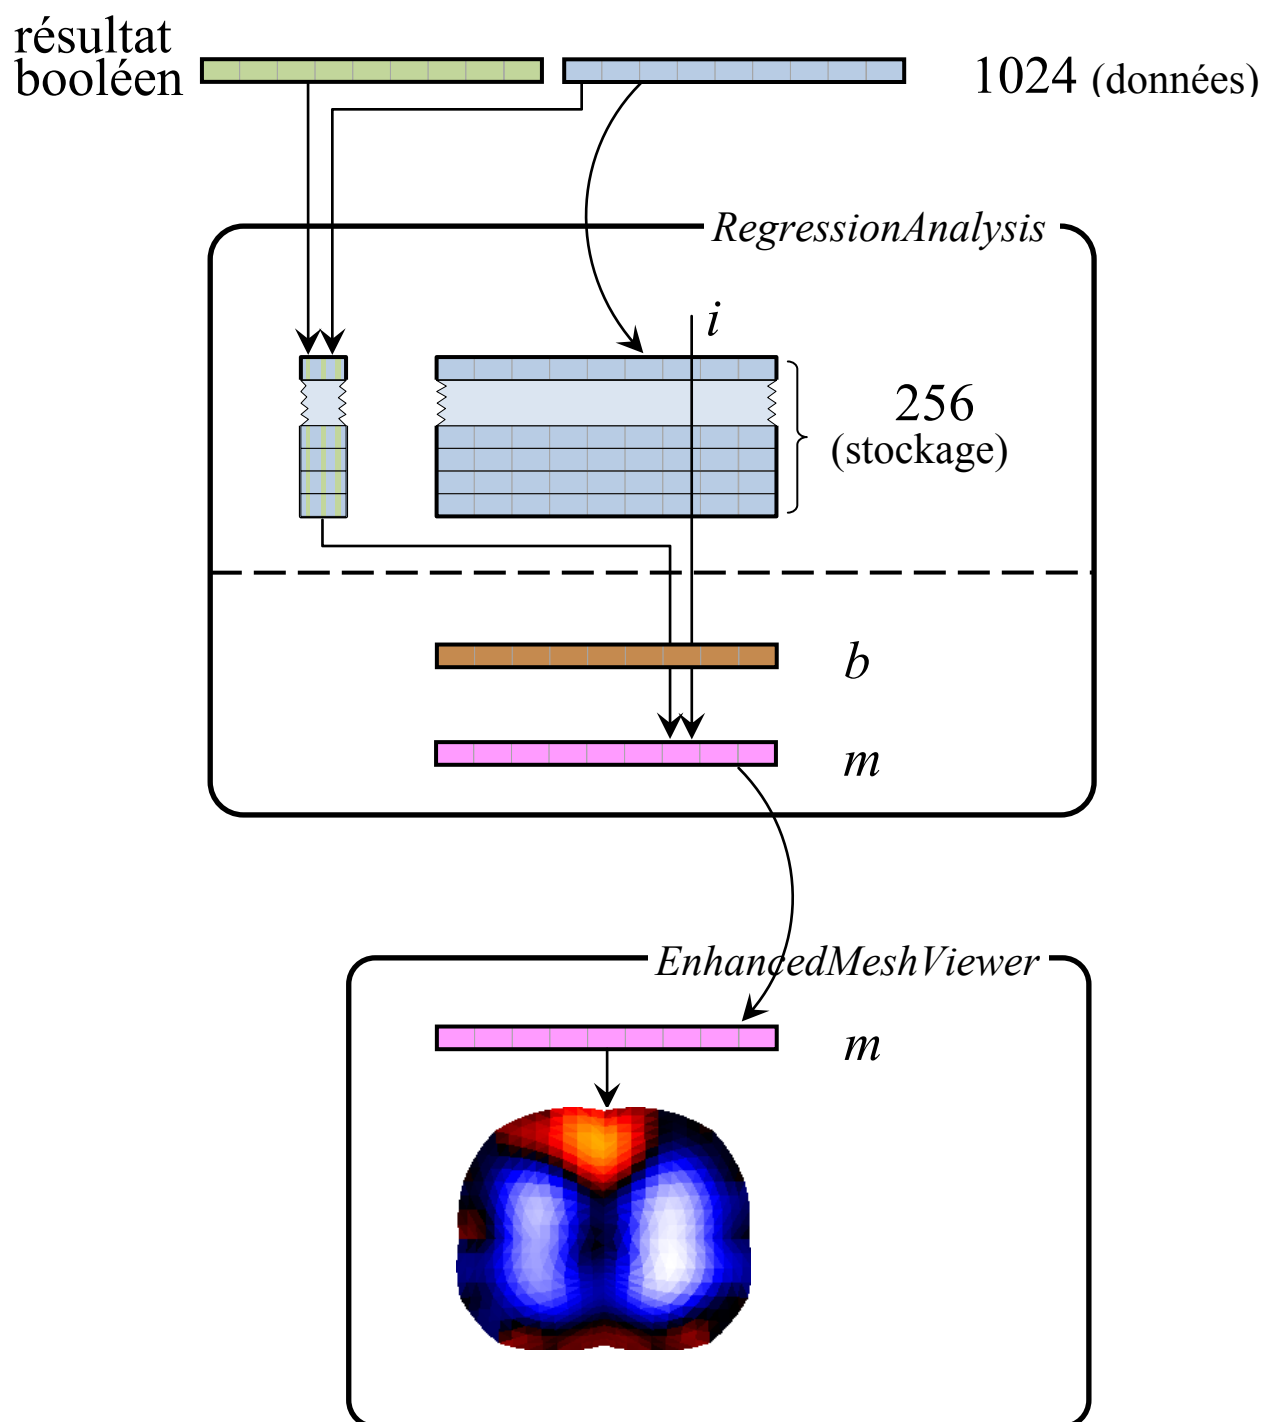 résultat
booléen
1024 (données)
RegressionAnalysis
i
256
(stockage)
b
m
EnhancedMeshViewer
m